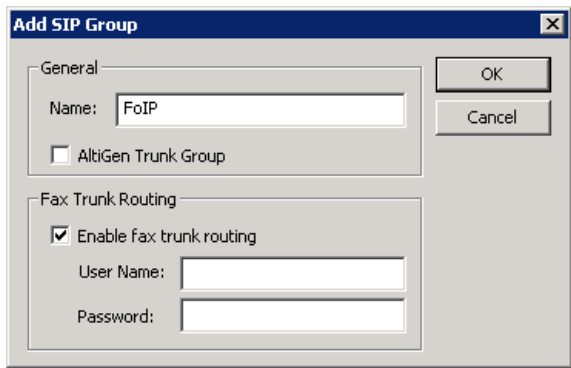 Add SIP Group
General
Name: FoIP
AltiGen Trunk Group
Fax Trunk Routing
Enable fax trunk routing
User Name:
Password:
OK
Cancel